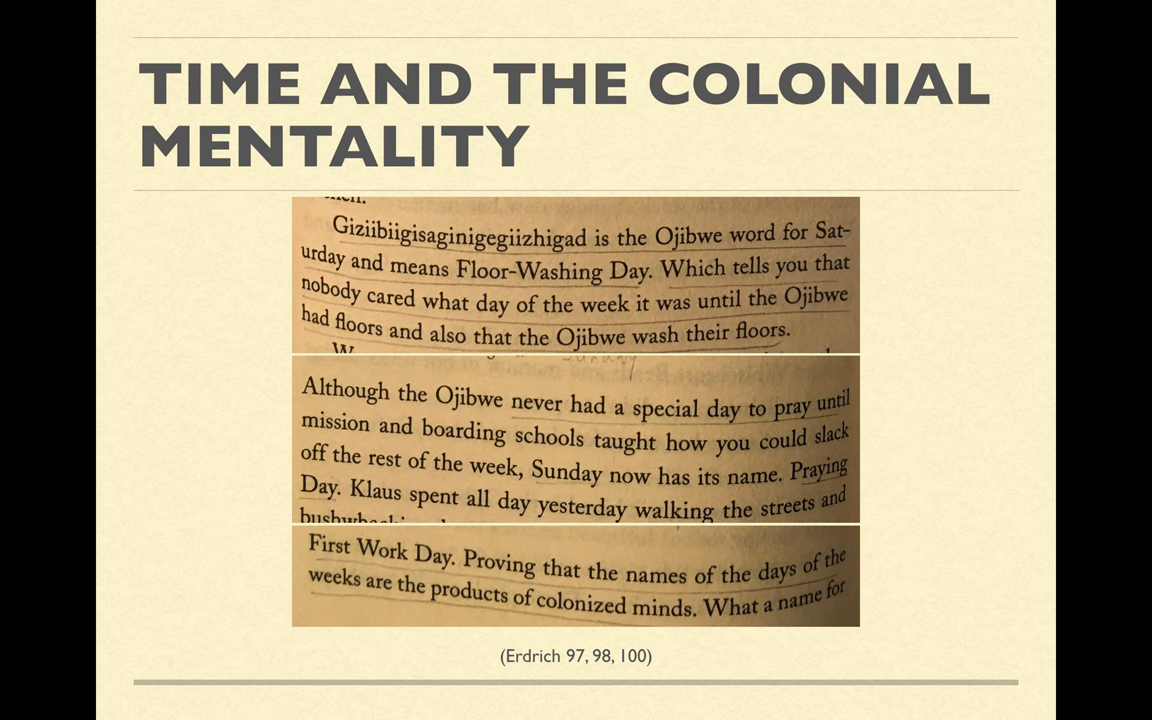 TIME AND THE COLONIAL
MENTALITY
Giziibiigisaginigegiizhigad is the Ojibwe word for Sat-
urday and means Floor-Washing Day. Which tells you that
nobody cared what day of the week it was until the Ojibwe
had floors and also that the Ojibwe wash their floors.
Although the Ojibwe never had a special day to pray until
mission and boarding schools taught how you could slack
off the rest of the week, Sunday now has its name. Praying
Day. Klaus spent all day yesterday walking the streets and
First Work Day. Proving that the names of the days of the
weeks are the products of colonized minds. What a name for
(Erdrich 97, 98, 100)